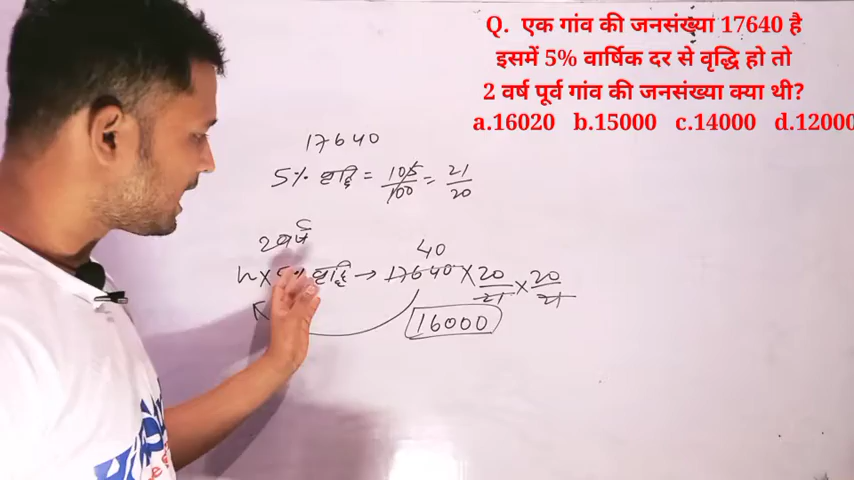 Q. एक गांव की जनसंख्या 17640 है
इसमें 5% वार्षिक दर से वृद्धि हो तो
2 वर्ष पूर्व गांव की जनसंख्या क्या थी?
a.16020 b.15000 c.14000 d.12000
17640
5% वृद्धि = 105/100 = 21/20
2 वर्ष
40
वृद्धि → 17640 × 20/21 × 20/21
16000